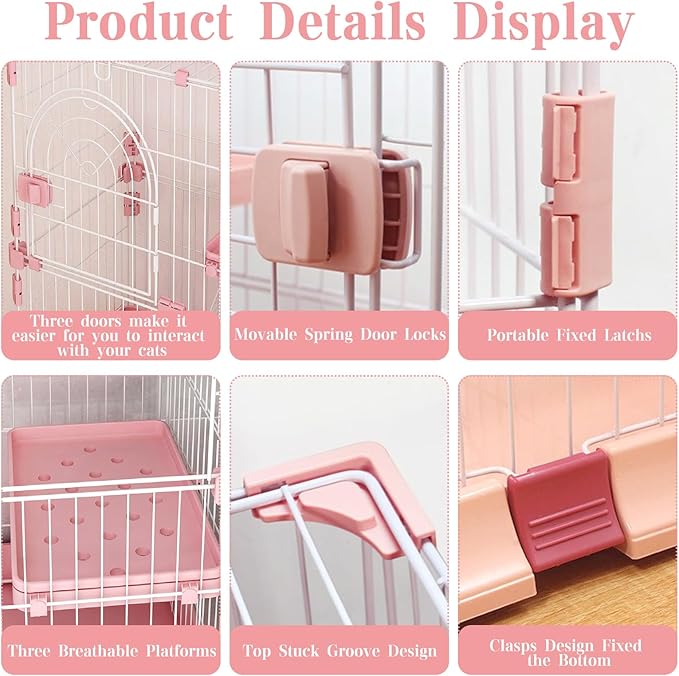 Product Details Display
Three doors make it
easier for you to interact
with your cats
Movable Spring Door Locks
Portable Fixed Latchs
Three Breathable Platforms
Top Stuck Groove Design
Clasps Design Fixed
the Bottom